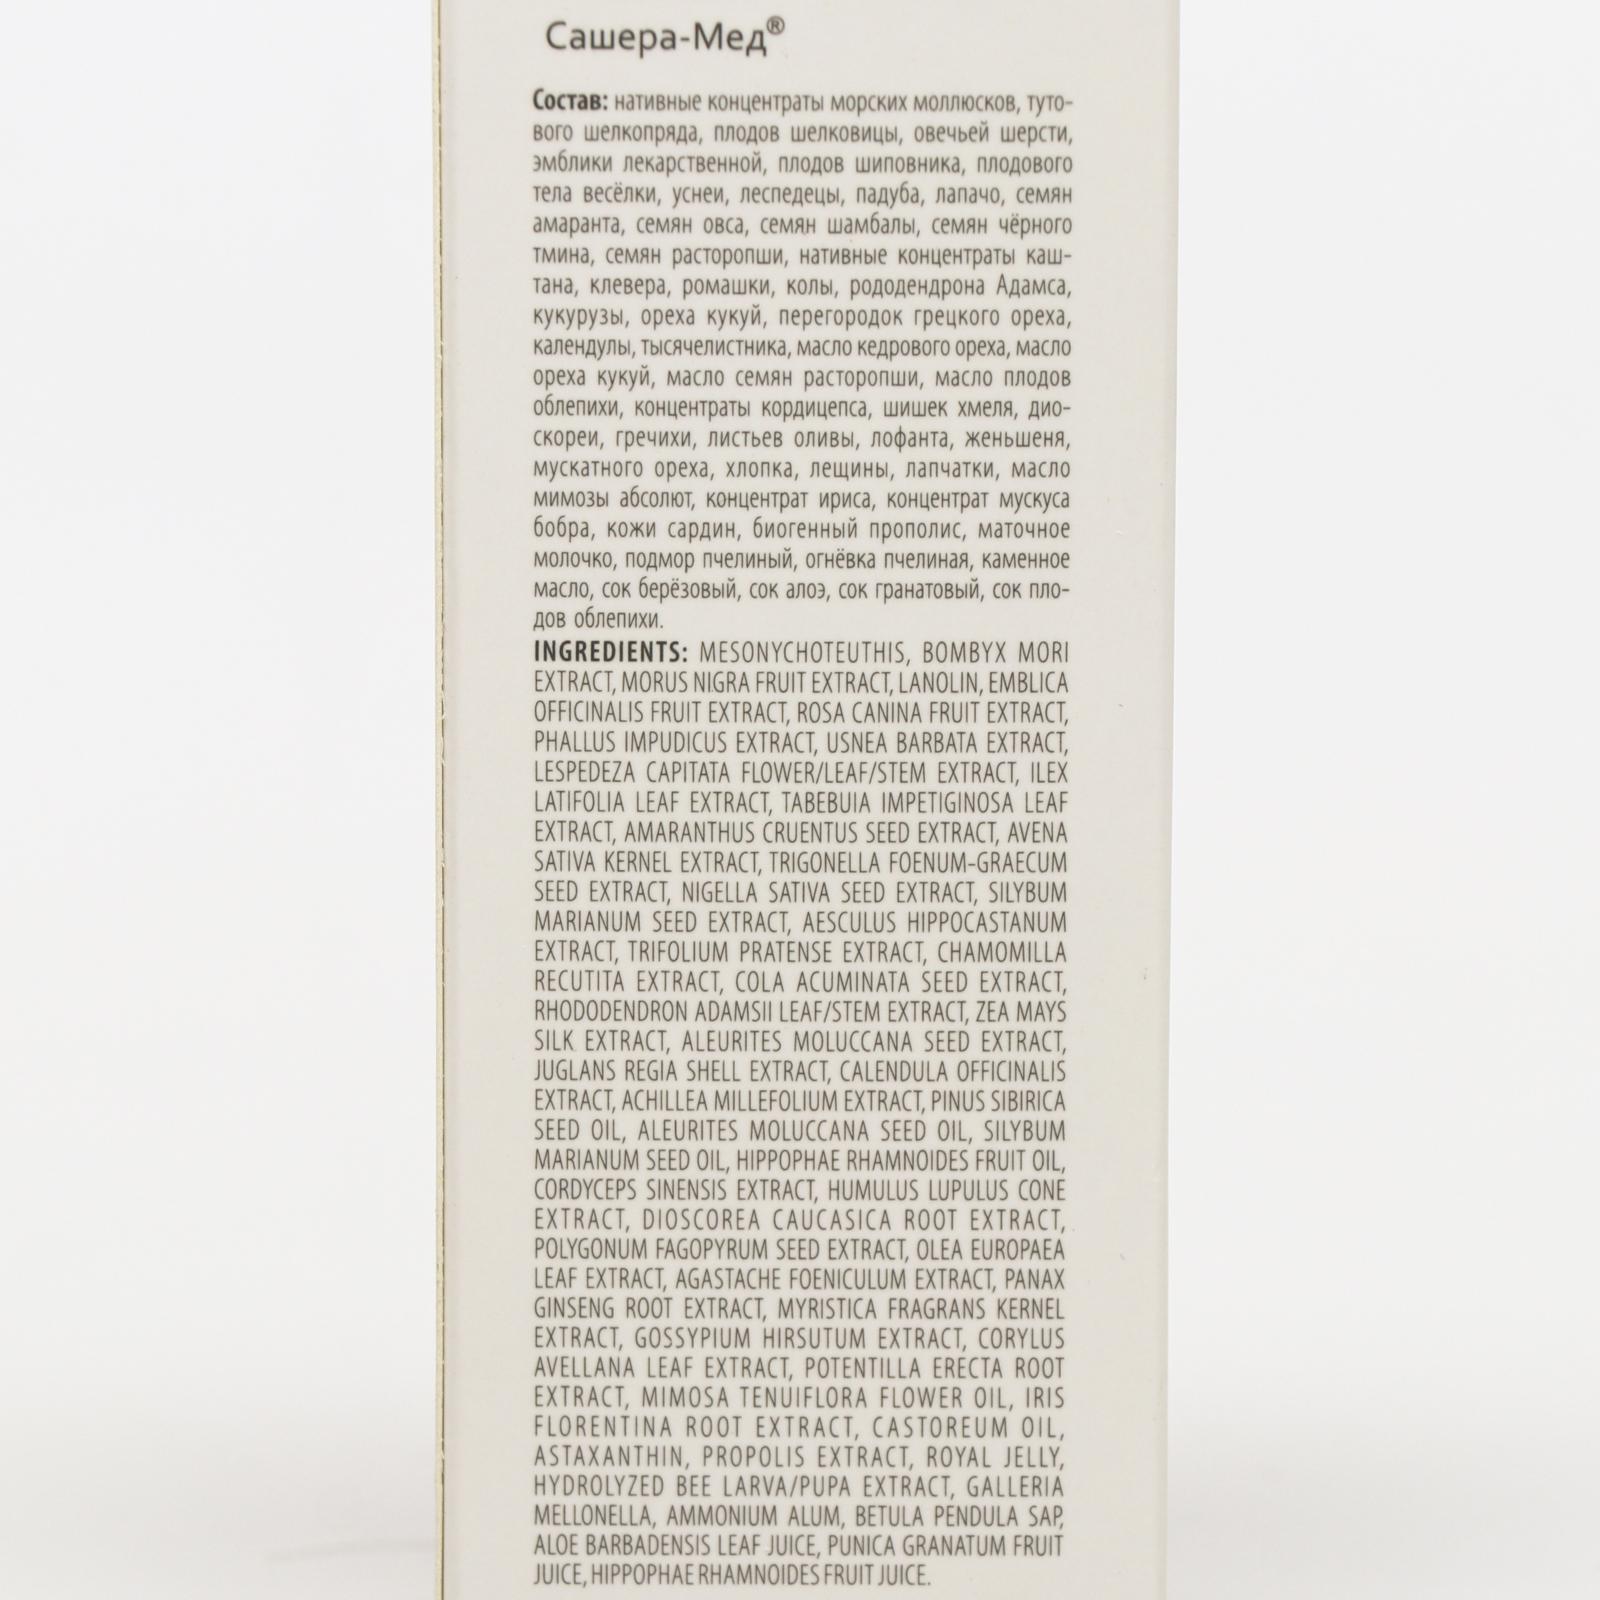 Сашера-Мед®
Состав: нативные концентраты морских моллюсков, туто-
вого шелкопряда, плодов шелковицы, овечьей шерсти,
эмблики лекарственной, плодов шиповника, плодового
тела весёлки, уснеи, леспедецы, падуба, лапачо, семян
амаранта, семян овса, семян шамбалы, семян чёрного
тмина, семян расторопши, нативные концентраты каш-
тана, клевера, ромашки, колы, рододендрона Адамса,
кукурузы, ореха кукуй, перегородок грецкого ореха,
календулы, тысячелистника, масло кедрового ореха, масло
ореха кукуй, масло семян расторопши, масло плодов
облепихи, концентраты кордицепса, шишек хмеля, дио-
скореи, гречихи, листьев оливы, лофанта, женьшеня,
мускатного ореха, хлопка, лещины, лапчатки, масло
мимозы абсолют, концентрат ириса, концентрат мускуса
бобра, кожи сардин, биогенный прополис, маточное
молочко, подмор пчелиный, огнёвка пчелиная, каменное
масло, сок берёзовый, сок алоэ, сок гранатовый, сок пло-
дов облепихи.
INGREDIENTS: MESONYCHOTEUTHIS, BOMBYX MORI
EXTRACT, MORUS NIGRA FRUIT EXTRACT, LANOLIN, EMBLICA
OFFICINALIS FRUIT EXTRACT, ROSA CANINA FRUIT EXTRACT,
PHALLUS IMPUDICUS EXTRACT, USNEA BARBATA EXTRACT,
LESPEDEZA CAPITATA FLOWER/LEAF/STEM EXTRACT, ILEX
LATIFOLIA LEAF EXTRACT, TABEBUIA IMPETIGINOSA LEAF
EXTRACT, AMARANTHUS CRUENTUS SEED EXTRACT, AVENA
SATIVA KERNEL EXTRACT, TRIGONELLA FOENUM-GRAECUM
SEED EXTRACT, NIGELLA SATIVA SEED EXTRACT, SILYBUM
MARIANUM SEED EXTRACT, AESCULUS HIPPOCASTANUM
EXTRACT, TRIFOLIUM PRATENSE EXTRACT, CHAMOMILLA
RECUTITA EXTRACT, COLA ACUMINATA SEED EXTRACT,
RHODODENDRON ADAMSII LEAF/STEM EXTRACT, ZEA MAYS
SILK EXTRACT, ALEURITES MOLUCCANA SEED EXTRACT,
JUGLANS REGIA SHELL EXTRACT, CALENDULA OFFICINALIS
EXTRACT, ACHILLEA MILLEFOLIUM EXTRACT, PINUS SIBIRICA
SEED OIL, ALEURITES MOLUCCANA SEED OIL, SILYBUM
MARIANUM SEED OIL, HIPPOPHAE RHAMNOIDES FRUIT OIL,
CORDYCEPS SINENSIS EXTRACT, HUMULUS LUPULUS CONE
EXTRACT, DIOSCOREA CAUCASICA ROOT EXTRACT,
POLYGONUM FAGOPYRUM SEED EXTRACT, OLEA EUROPAEA
LEAF EXTRACT, AGASTACHE FOENICULUM EXTRACT, PANAX
GINSENG ROOT EXTRACT, MYRISTICA FRAGRANS KERNEL
EXTRACT, GOSSYPIUM HIRSUTUM EXTRACT, CORYLUS
AVELLANA LEAF EXTRACT, POTENTILLA ERECTA ROOT
EXTRACT, MIMOSA TENUIFLORA FLOWER OIL, IRIS
FLORENTINA ROOT EXTRACT, CASTOREUM OIL,
ASTAXANTHIN, PROPOLIS EXTRACT, ROYAL JELLY,
HYDROLYZED BEE LARVA/PUPA EXTRACT, GALLERIA
MELLONELLA, AMMONIUM ALUM, BETULA PENDULA SAP,
ALOE BARBADENSIS LEAF JUICE, PUNICA GRANATUM FRUIT
JUICE, HIPPOPHAE RHAMNOIDES FRUIT JUICE.